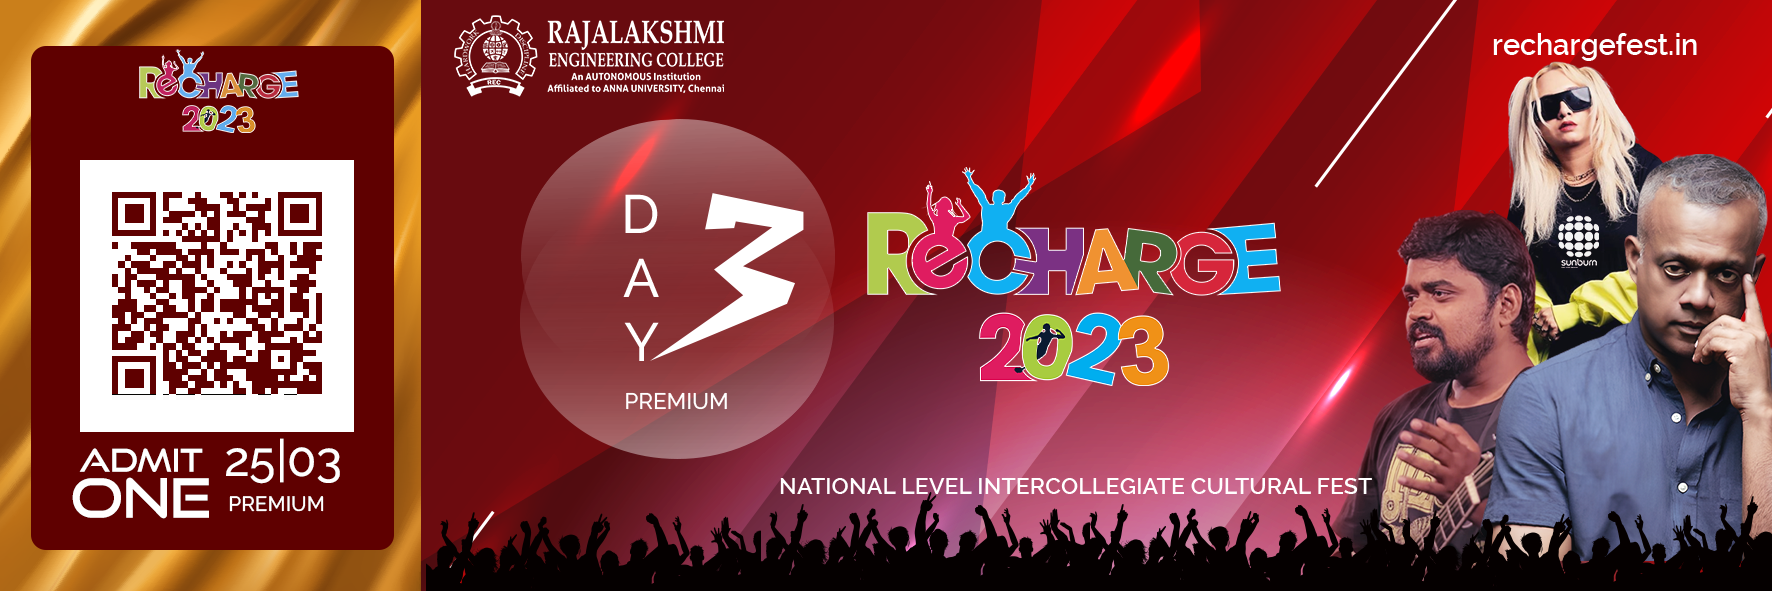 ReCHARGE
2023
ADMIT
ONE
25|03
PREMIUM
RAJALAKSHMI
ENGINEERING COLLEGE
An AUTONOMOUS Institution
Affiliated to ANNA UNIVERSITY, Chennai
REC
DAY
3
PREMIUM
ReCHARGE
2023
NATIONAL LEVEL INTERCOLLEGIATE CULTURAL FEST
rechargefest.in
sunburn